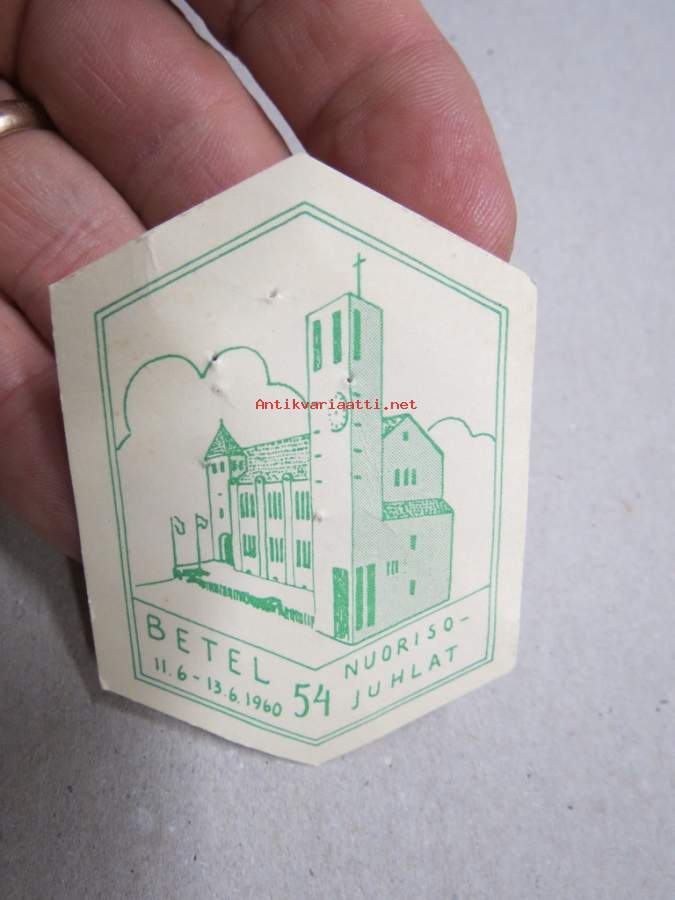 Antikvariaatti.net
BETEL
11.6 - 13.6.1960
54
NUORISO-
JUHLAT